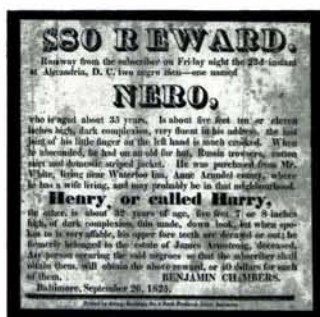 $80 REWARD.
Runaway from the subscriber on Friday night the 23d instant
at Alexandria, D. C. two negro men—one named
NERO,
who is aged about 35 years. Is about five feet ten or eleven
inches high, dark complexion, very fluent in his address, the last
joint of his little finger on the left hand is much crooked. When
he absconded, he had on an old fur hat, Russia trowsers, cotton
and domestic striped jacket. He was purchased from Mr.
White, living near Waterloo Inn, Anne Arundel county, where
he has a wife living, and may probably be in that neighbourhood.
Henry, or called Harry,
the other, is about 32 years of age, five feet 7 or 8 inches
high, of dark complexion, thin made, down look, but when spo-
ken to is very affable, his upper fore teeth are decayed or out; he
formerly belonged to the estate of James Armstrong, deceased.
Any person securing the said negroes so that the subscriber shall
obtain them, will obtain the above reward, or 40 dollars for each
of them.
BENJAMIN CHAMBERS.
Baltimore, September 26, 1825.